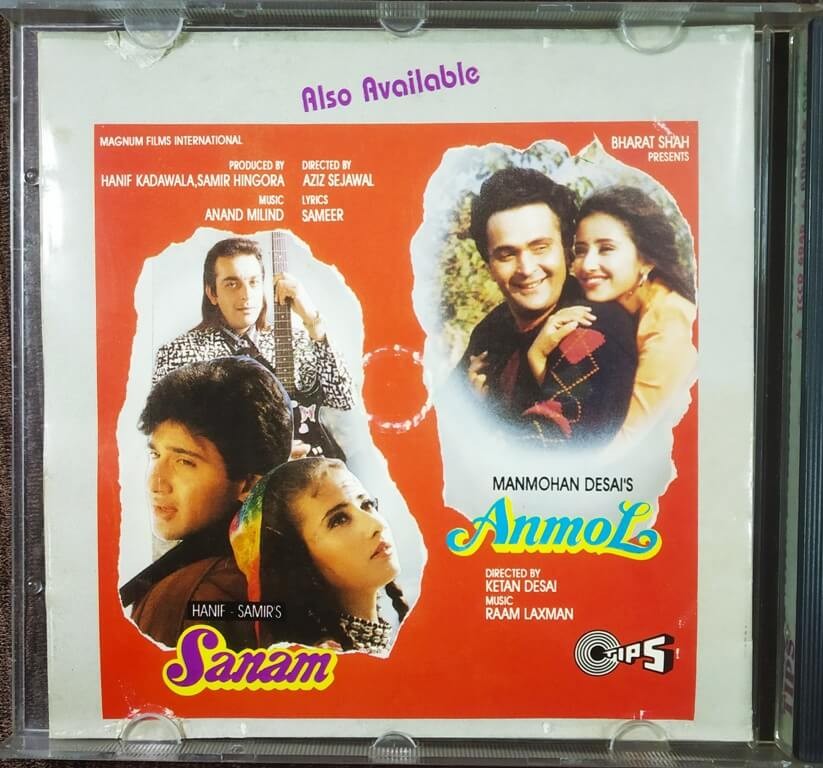 Also Available
MAGNUM FILMS INTERNATIONAL
PRODUCED BY
HANIF KADAWALA,SAMIR HINGORA
DIRECTED BY
AZIZ SEJAWAL
MUSIC
ANAND MILIND
LYRICS
SAMEER
HANIF - SAMIR'S
Sanam
BHARAT SHAH
PRESENTS
MANMOHAN DESAI'S
Anmol
DIRECTED BY
KETAN DESAI
MUSIC
RAAM LAXMAN
TIPS
TIPS